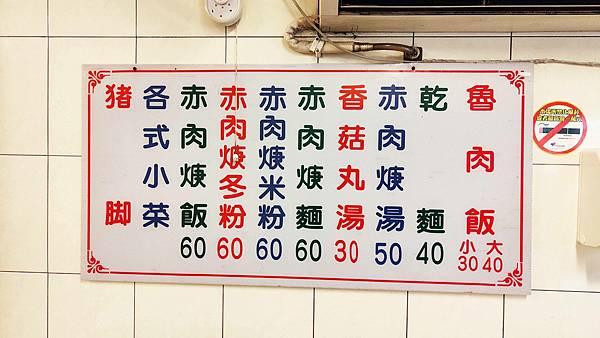 魯肉飯 小30 大40
乾麵 40
赤肉焿湯 50
香菇丸湯 30
赤肉焿麵 60
赤肉焿米粉 60
赤肉焿冬粉 60
赤肉焿飯 60
各式小菜
猪脚